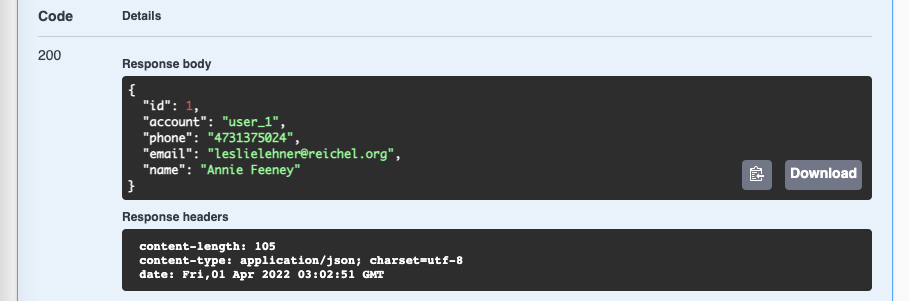 Code Details
200
Response body
{
  "id": 1,
  "account": "user_1",
  "phone": "4731375024",
  "email": "leslielehner@reichel.org",
  "name": "Annie Feeney"
}
Download
Response headers
content-length: 105
content-type: application/json; charset=utf-8
date: Fri,01 Apr 2022 03:02:51 GMT